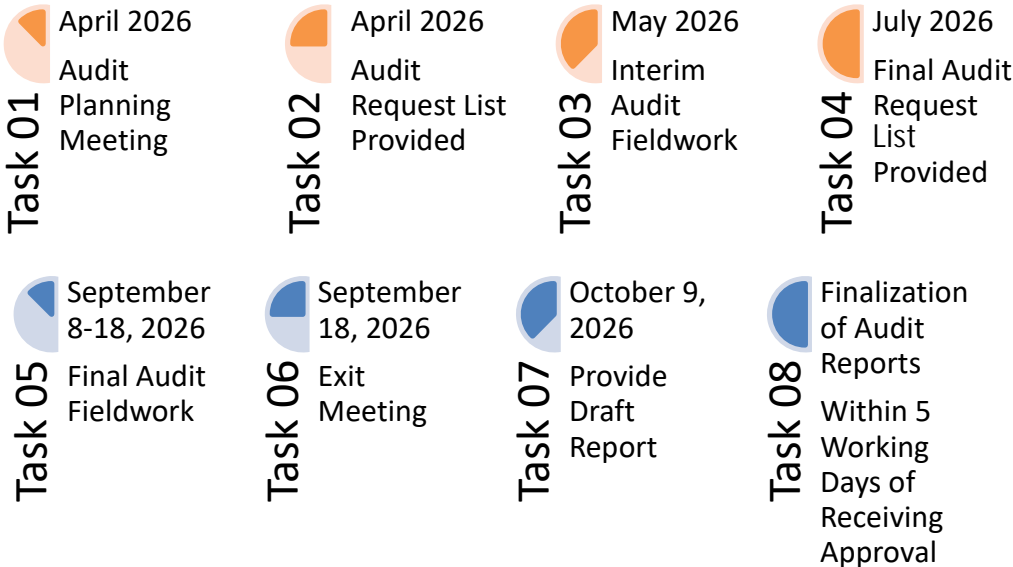 Task 01
April 2026
Audit
Planning
Meeting
Task 02
April 2026
Audit
Request List
Provided
Task 03
May 2026
Interim
Audit
Fieldwork
Task 04
July 2026
Final Audit
Request
List
Provided
Task 05
September
8-18, 2026
Final Audit
Fieldwork
Task 06
September
18, 2026
Exit
Meeting
Task 07
October 9,
2026
Provide
Draft
Report
Task 08
Finalization
of Audit
Reports
Within 5
Working
Days of
Receiving
Approval